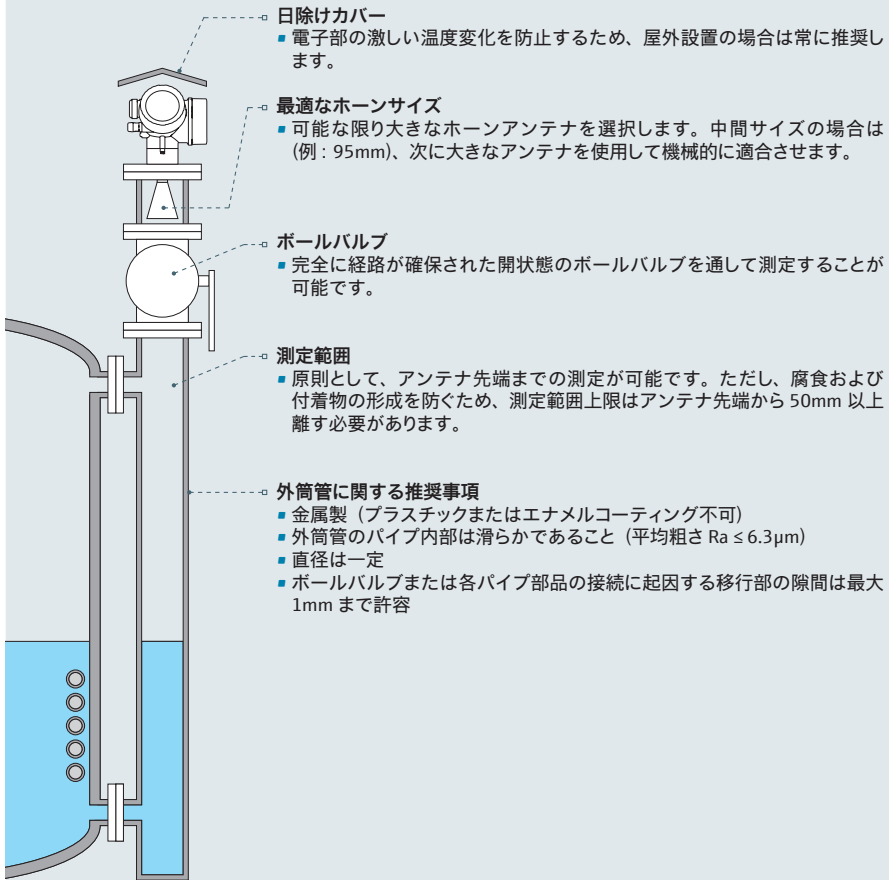 日除けカバー
▪ 電子部の激しい温度変化を防止するため、屋外設置の場合は常に推奨し
ます。
最適なホーンサイズ
▪ 可能な限り大きなホーンアンテナを選択します。中間サイズの場合は
(例：95mm)、次に大きなアンテナを使用して機械的に適合させます。
ボールバルブ
▪ 完全に経路が確保された開状態のボールバルブを通して測定することが
可能です。
測定範囲
▪ 原則として、アンテナ先端までの測定が可能です。ただし、腐食および
付着物の形成を防ぐため、測定範囲上限はアンテナ先端から 50mm 以上
離す必要があります。
外筒管に関する推奨事項
▪ 金属製（プラスチックまたはエナメルコーティング不可）
▪ 外筒管のパイプ内部は滑らかであること（平均粗さ Ra ≤ 6.3μm）
▪ 直径は一定
▪ ボールバルブまたは各パイプ部品の接続に起因する移行部の隙間は最大
1mm まで許容